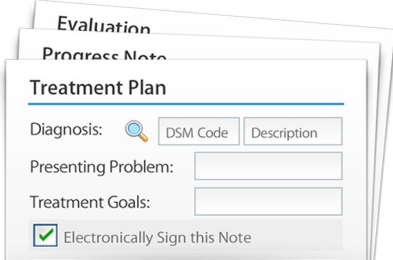 Evaluation
Progress Note
Treatment Plan
Diagnosis: DSM Code Description
Presenting Problem:
Treatment Goals:
Electronically Sign this Note